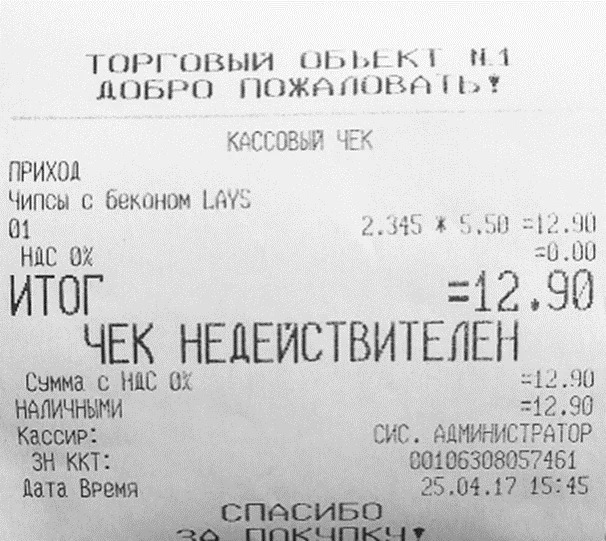 ТОРГОВЫЙ ОБЬЕКТ N.1
ДОБРО ПОЖАЛОВАТЬ!
КАССОВЫЙ ЧЕК
ПРИХОД
Чипсы с беконом LAYS
01 2.345 * 5.50 =12.90
НДС 0% =0.00
ИТОГ =12.90
ЧЕК НЕДЕЙСТВИТЕЛЕН
Сумма с НДС 0% =12.90
НАЛИЧНЫМИ =12.90
Кассир: СИС. АДМИНИСТРАТОР
ЗН ККТ: 00106308057461
Дата Время 25.04.17 15:45
СПАСИБО
ЗА ПОКУПКУ!